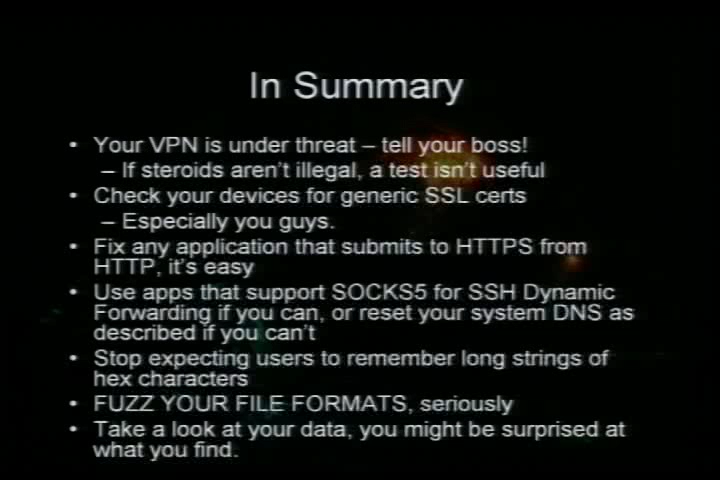 In Summary
• Your VPN is under threat – tell your boss!
– If steroids aren't illegal, a test isn't useful
• Check your devices for generic SSL certs
– Especially you guys.
• Fix any application that submits to HTTPS from
HTTP, it's easy
• Use apps that support SOCKS5 for SSH Dynamic
Forwarding if you can, or reset your system DNS as
described if you can't
• Stop expecting users to remember long strings of
hex characters
• FUZZ YOUR FILE FORMATS, seriously
• Take a look at your data, you might be surprised at
what you find.